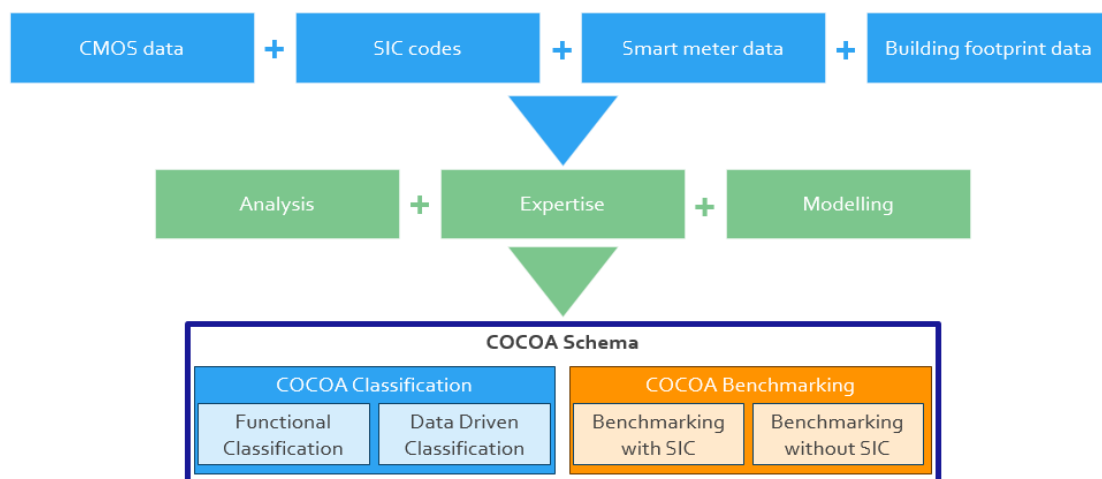 CMOS data + SIC codes + Smart meter data + Building footprint data
Analysis + Expertise + Modelling
COCOA Schema
COCOA Classification
Functional
Classification
Data Driven
Classification
COCOA Benchmarking
Benchmarking
with SIC
Benchmarking
without SIC